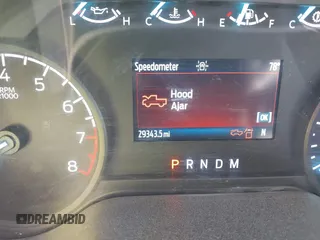 L H C H E F C
Speedometer 78°
Hood
Ajar
[OK]
29343.5 mi N
4
5
6
7
8
RPM
x1000
P R N D M
DREAMBID